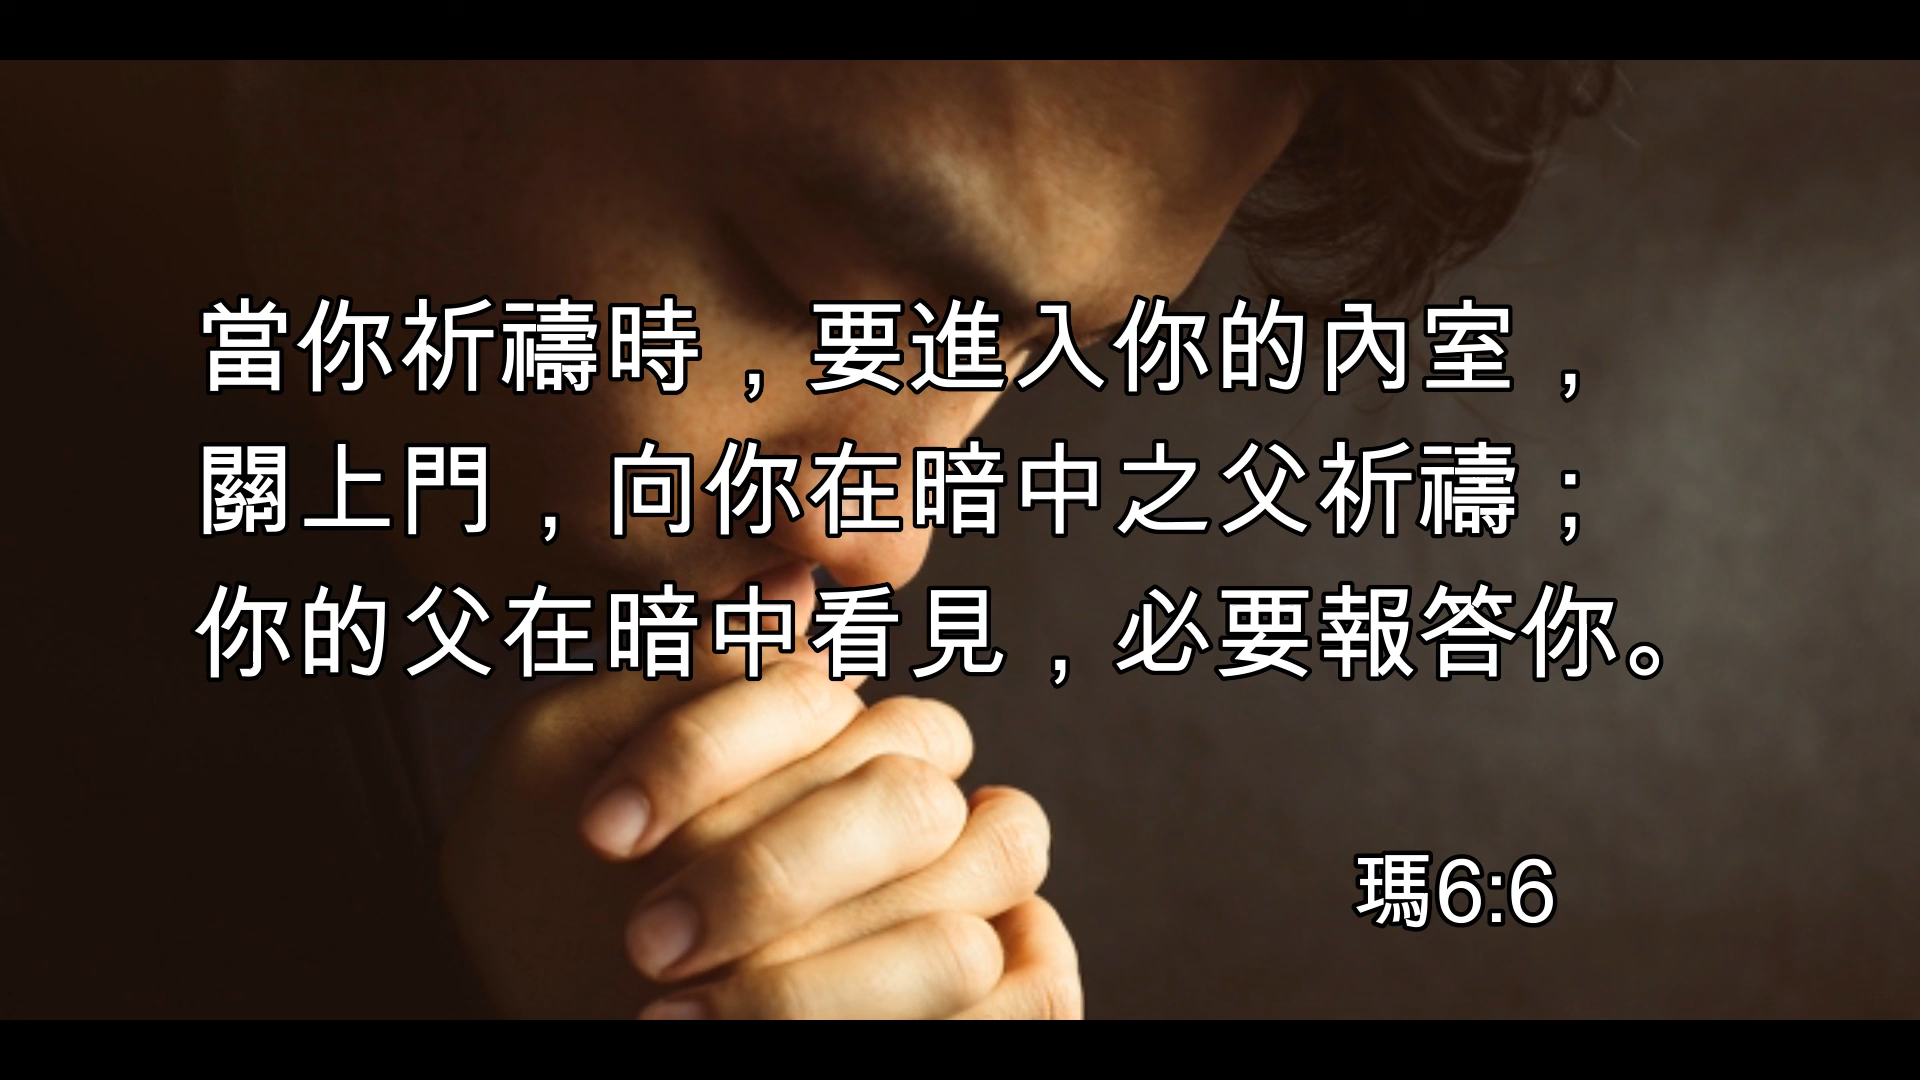 當你祈禱時，要進入你的內室，
關上門，向你在暗中之父祈禱；
你的父在暗中看見，必要報答你。
瑪6:6